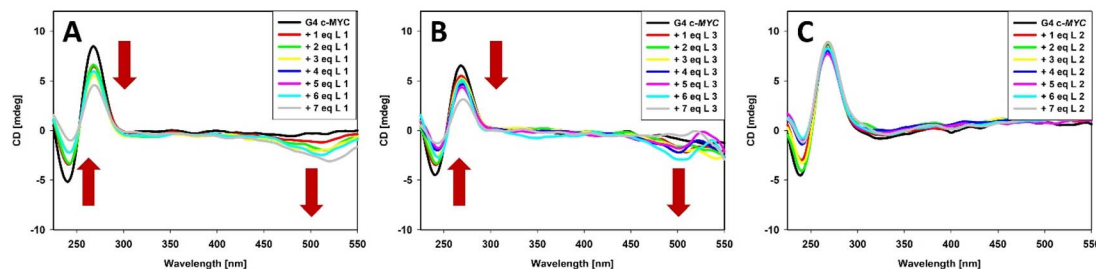 A
G4 c-MYC
+ 1 eq L 1
+ 2 eq L 1
+ 3 eq L 1
+ 4 eq L 1
+ 5 eq L 1
+ 6 eq L 1
+ 7 eq L 1
10
5
0
-5
-10
CD [mdeg]
250 300 350 400 450 500 550
Wavelength [nm]
B
G4 c-MYC
+ 1 eq L 3
+ 2 eq L 3
+ 3 eq L 3
+ 4 eq L 3
+ 5 eq L 3
+ 6 eq L 3
+ 7 eq L 3
10
5
0
-5
-10
CD [mdeg]
250 300 350 400 450 500 550
Wavelength [nm]
C
G4 c-MYC
+ 1 eq L 2
+ 2 eq L 2
+ 3 eq L 2
+ 4 eq L 2
+ 5 eq L 2
+ 6 eq L 2
+ 7 eq L 2
10
5
0
-5
-10
CD [mdeg]
250 300 350 400 450 500 550
Wavelength [nm]